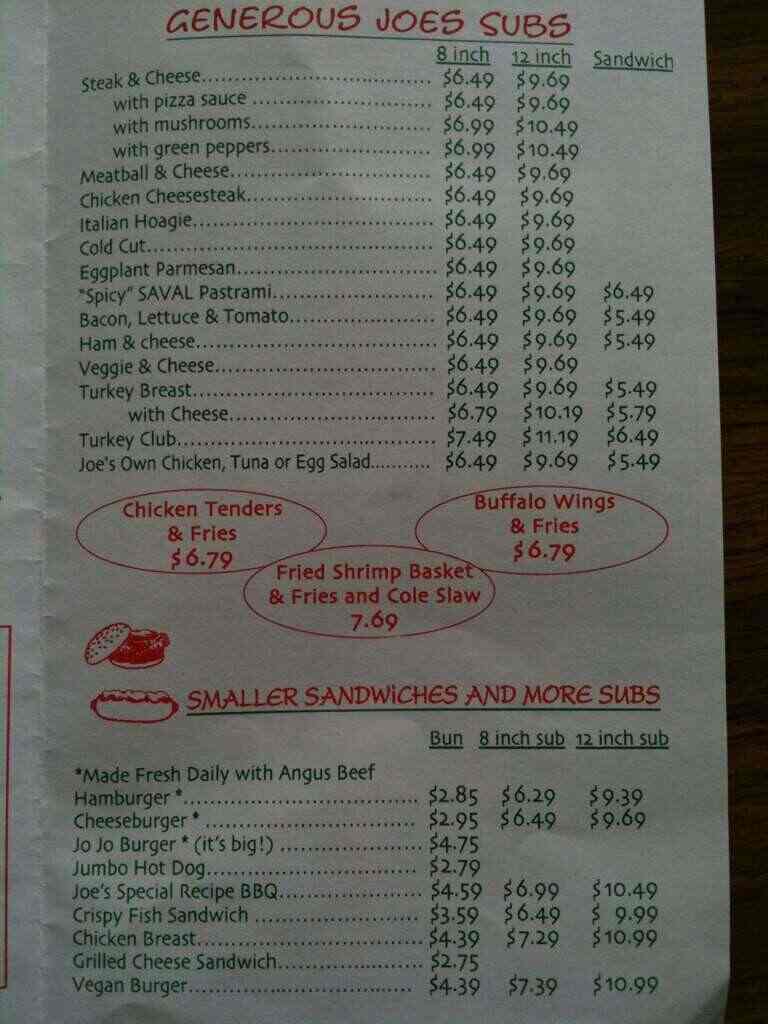 GENEROUS JOES SUBS
8 inch 12 inch Sandwich
Steak & Cheese.............................. $6.49 $9.69
with pizza sauce ........................ $6.49 $9.69
with mushrooms........................ $6.99 $10.49
with green peppers..................... $6.99 $10.49
Meatball & Cheese.......................... $6.49 $9.69
Chicken Cheesesteak........................ $6.49 $9.69
Italian Hoagie................................ $6.49 $9.69
Cold Cut...................................... $6.49 $9.69
Eggplant Parmesan.......................... $6.49 $9.69
"Spicy" SAVAL Pastrami..................... $6.49 $9.69 $6.49
Bacon, Lettuce & Tomato................... $6.49 $9.69 $5.49
Ham & cheese................................ $6.49 $9.69 $5.49
Veggie & Cheese............................. $6.49 $9.69
Turkey Breast................................ $6.49 $9.69 $5.49
with Cheese........................... $6.79 $10.19 $5.79
Turkey Club.................................. $7.49 $11.19 $6.49
Joe's Own Chicken, Tuna or Egg Salad.......... $6.49 $9.69 $5.49
Chicken Tenders
& Fries
$6.79
Buffalo Wings
& Fries
$6.79
Fried Shrimp Basket
& Fries and Cole Slaw
7.69
SMALLER SANDWICHES AND MORE SUBS
Bun 8 inch sub 12 inch sub
*Made Fresh Daily with Angus Beef
Hamburger *.................................. $2.85 $6.29 $9.39
Cheeseburger * .............................. $2.95 $6.49 $9.69
Jo Jo Burger * (it's big!) ................... $4.75
Jumbo Hot Dog.............................. $2.79
Joe's Special Recipe BBQ.................... $4.59 $6.99 $10.49
Crispy Fish Sandwich ....................... $3.59 $6.49 $ 9.99
Chicken Breast............................... $4.39 $7.29 $10.99
Grilled Cheese Sandwich.................... $2.75
Vegan Burger................................. $4.39 $7.39 $10.99